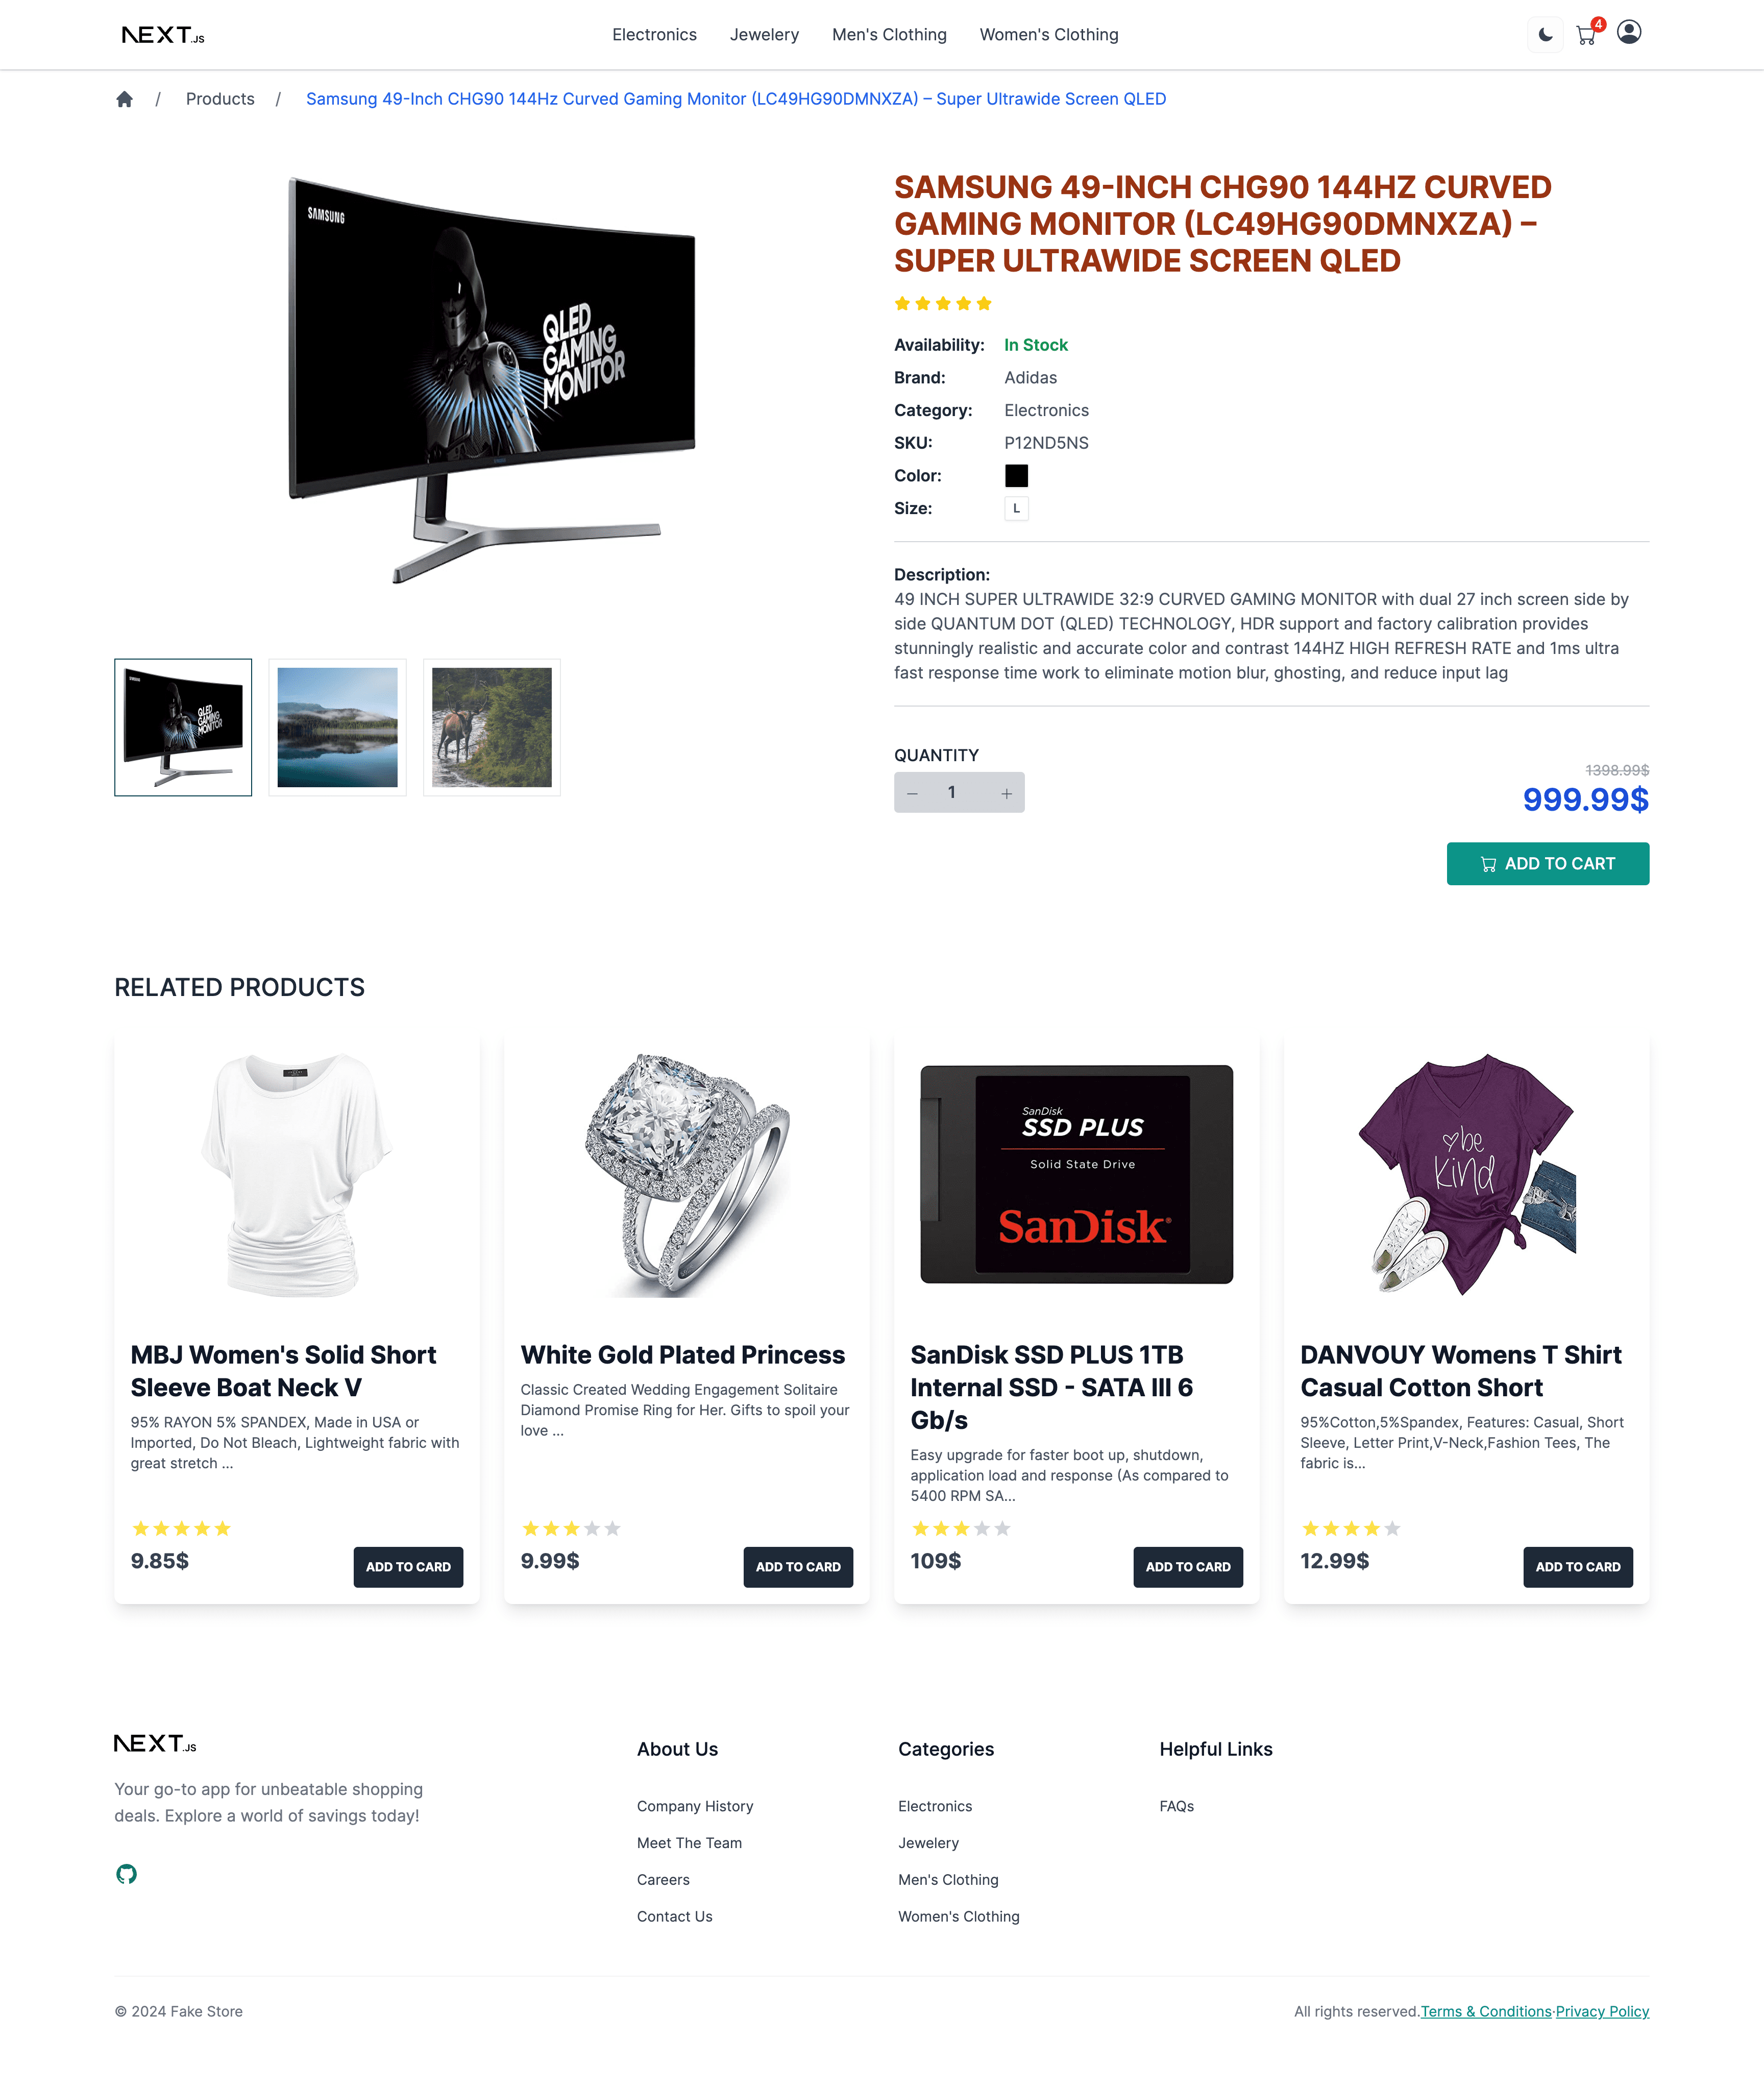 NEXT.JS
Electronics
Jewelery
Men's Clothing
Women's Clothing
4
/ Products / Samsung 49-Inch CHG90 144Hz Curved Gaming Monitor (LC49HG90DMNXZA) – Super Ultrawide Screen QLED
SAMSUNG
QLED
GAMING
MONITOR
SAMSUNG
QLED
GAMING
MONITOR
SAMSUNG 49-INCH CHG90 144HZ CURVED
GAMING MONITOR (LC49HG90DMNXZA) –
SUPER ULTRAWIDE SCREEN QLED
Availability: In Stock
Brand: Adidas
Category: Electronics
SKU: P12ND5NS
Color:
Size: L
Description:
49 INCH SUPER ULTRAWIDE 32:9 CURVED GAMING MONITOR with dual 27 inch screen side by
side QUANTUM DOT (QLED) TECHNOLOGY, HDR support and factory calibration provides
stunningly realistic and accurate color and contrast 144HZ HIGH REFRESH RATE and 1ms ultra
fast response time work to eliminate motion blur, ghosting, and reduce input lag
QUANTITY
− 1 +
1398.99$
999.99$
ADD TO CART
RELATED PRODUCTS
MBJ Women's Solid Short
Sleeve Boat Neck V
95% RAYON 5% SPANDEX, Made in USA or
Imported, Do Not Bleach, Lightweight fabric with
great stretch ...
9.85$
ADD TO CARD
White Gold Plated Princess
Classic Created Wedding Engagement Solitaire
Diamond Promise Ring for Her. Gifts to spoil your
love ...
9.99$
ADD TO CARD
SanDisk
SSD PLUS
Solid State Drive
SanDisk®
SanDisk SSD PLUS 1TB
Internal SSD - SATA III 6
Gb/s
Easy upgrade for faster boot up, shutdown,
application load and response (As compared to
5400 RPM SA...
109$
ADD TO CARD
be
kind
DANVOUY Womens T Shirt
Casual Cotton Short
95%Cotton,5%Spandex, Features: Casual, Short
Sleeve, Letter Print,V-Neck,Fashion Tees, The
fabric is...
12.99$
ADD TO CARD
NEXT.JS
Your go-to app for unbeatable shopping
deals. Explore a world of savings today!
About Us
Company History
Meet The Team
Careers
Contact Us
Categories
Electronics
Jewelery
Men's Clothing
Women's Clothing
Helpful Links
FAQs
© 2024 Fake Store
All rights reserved.Terms & Conditions·Privacy Policy